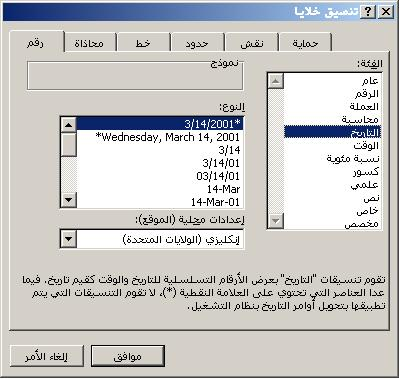 تنسيق خلايا
حماية
نقش
حدود
خط
محاذاة
رقم
الفئة:
عام
الرقم
العملة
محاسبة
التاريخ
الوقت
نسبة مئوية
كسور
علمي
نص
خاص
مخصص
نموذج
النوع:
*3/14/2001
*Wednesday, March 14, 2001
3/14
3/14/01
03/14/01
14-Mar
14-Mar-01
إعدادات محلية (الموقع):
إنكليزي (الولايات المتحدة)
تقوم تنسيقات "التاريخ" بعرض الأرقام التسلسلية للتاريخ والوقت كقيم تاريخ. فيما
عدا العناصر التي تحتوي على العلامة النقطية (*)، لا تقوم التنسيقات التي يتم
تطبيقها بتحويل أوامر التاريخ بنظام التشغيل.
موافق
إلغاء الأمر